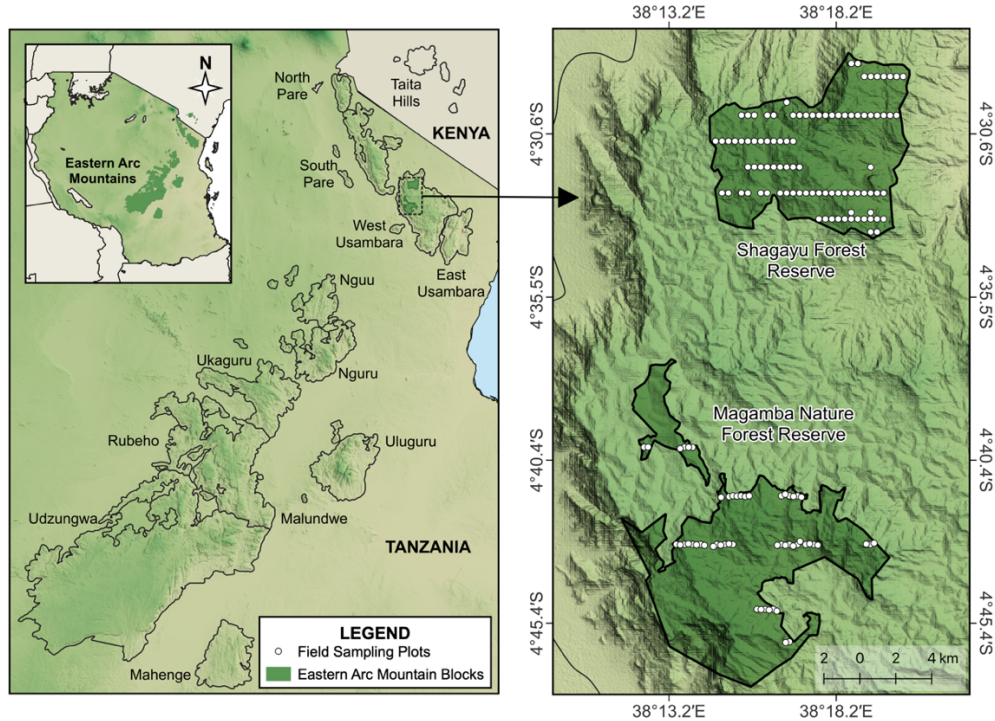 38°13.2'E
38°18.2'E
N
Eastern Arc
Mountains
North
Pare
Taita
Hills
KENYA
South
Pare
West
Usambara
East
Usambara
Nguu
Ukaguru
Nguru
Rubeho
Uluguru
Udzungwa
Malundwe
TANZANIA
Mahenge
LEGEND
Field Sampling Plots
Eastern Arc Mountain Blocks
4°30.6'S
4°30.6'S
Shagayu Forest
Reserve
4°35.5'S
4°35.5'S
Magamba Nature
Forest Reserve
4°40.4'S
4°40.4'S
4°45.4'S
4°45.4'S
2 0 2 4 km
38°13.2'E
38°18.2'E